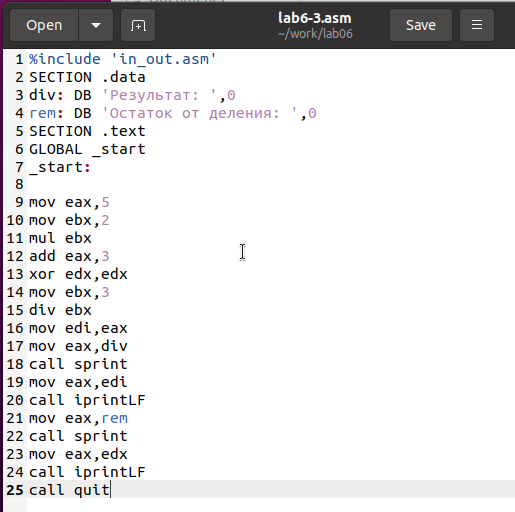 Open lab6-3.asm Save
~/work/lab06
1 %include 'in_out.asm'
2 SECTION .data
3 div: DB 'Результат: ',0
4 rem: DB 'Остаток от деления: ',0
5 SECTION .text
6 GLOBAL _start
7 _start:
8
9 mov eax,5
10 mov ebx,2
11 mul ebx
12 add eax,3
13 xor edx,edx
14 mov ebx,3
15 div ebx
16 mov edi,eax
17 mov eax,div
18 call sprint
19 mov eax,edi
20 call iprintLF
21 mov eax,rem
22 call sprint
23 mov eax,edx
24 call iprintLF
25 call quit